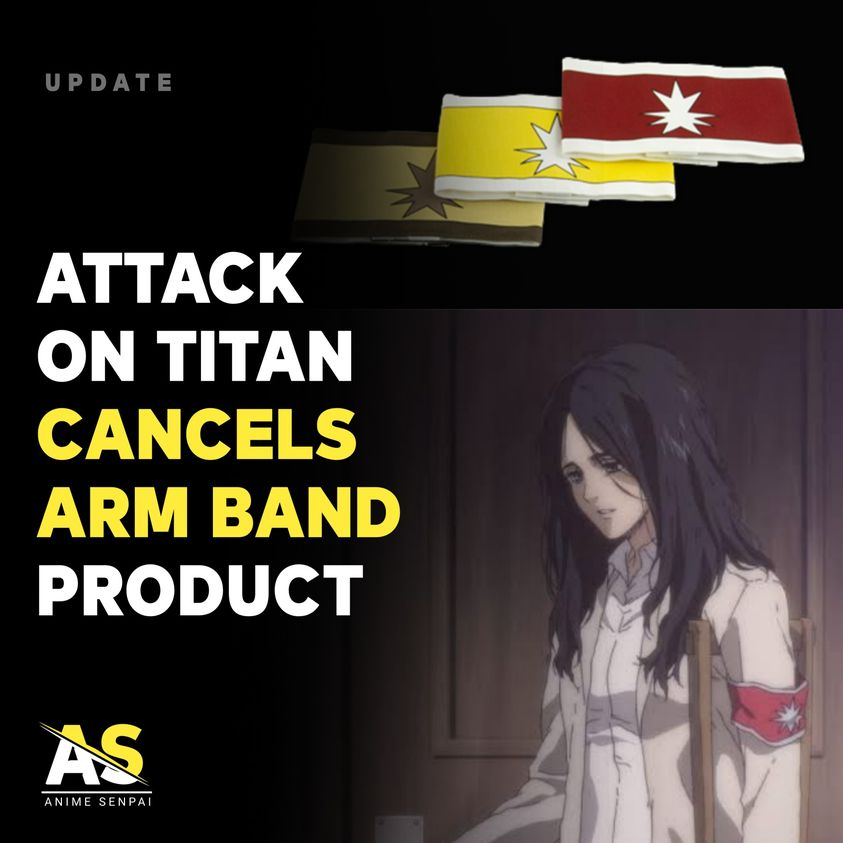 UPDATE
ATTACK
ON TITAN
CANCELS
ARM BAND
PRODUCT
AS
ANIME SENPAI